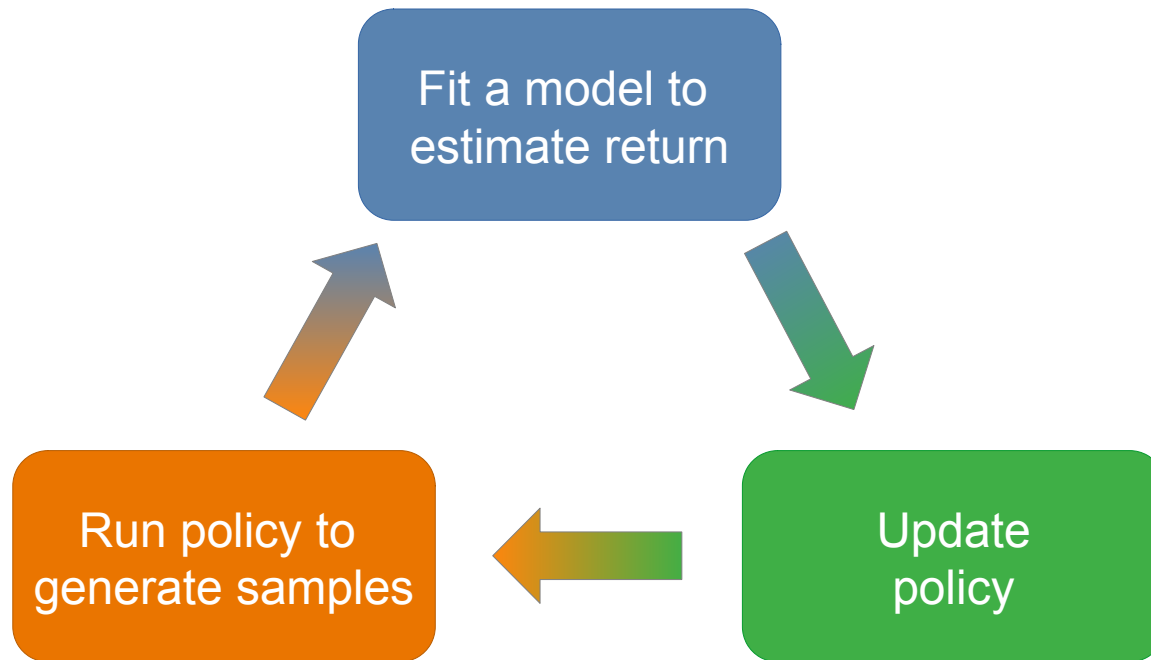 Fit a model to
estimate return
Run policy to
generate samples
Update
policy